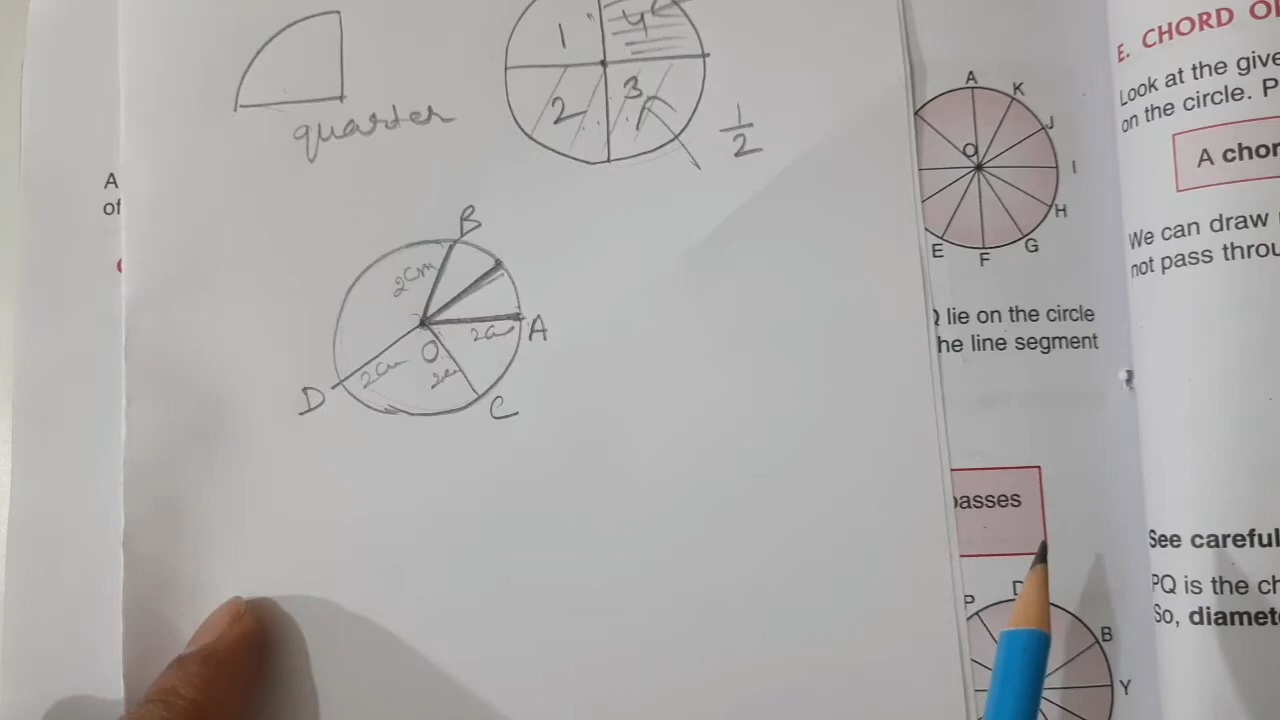 quarter
1
4
2
3
1
2
B
2cm
A
O
2cm
D
C
A
of
A
K
J
O
I
H
E
F
G
lie on the circle
he line segment
passes
P
D
B
Y
E. CHORD
Look at the give
on the circle. P
A chor
We can draw
not pass throu
See careful
PQ is the ch
So, diamete